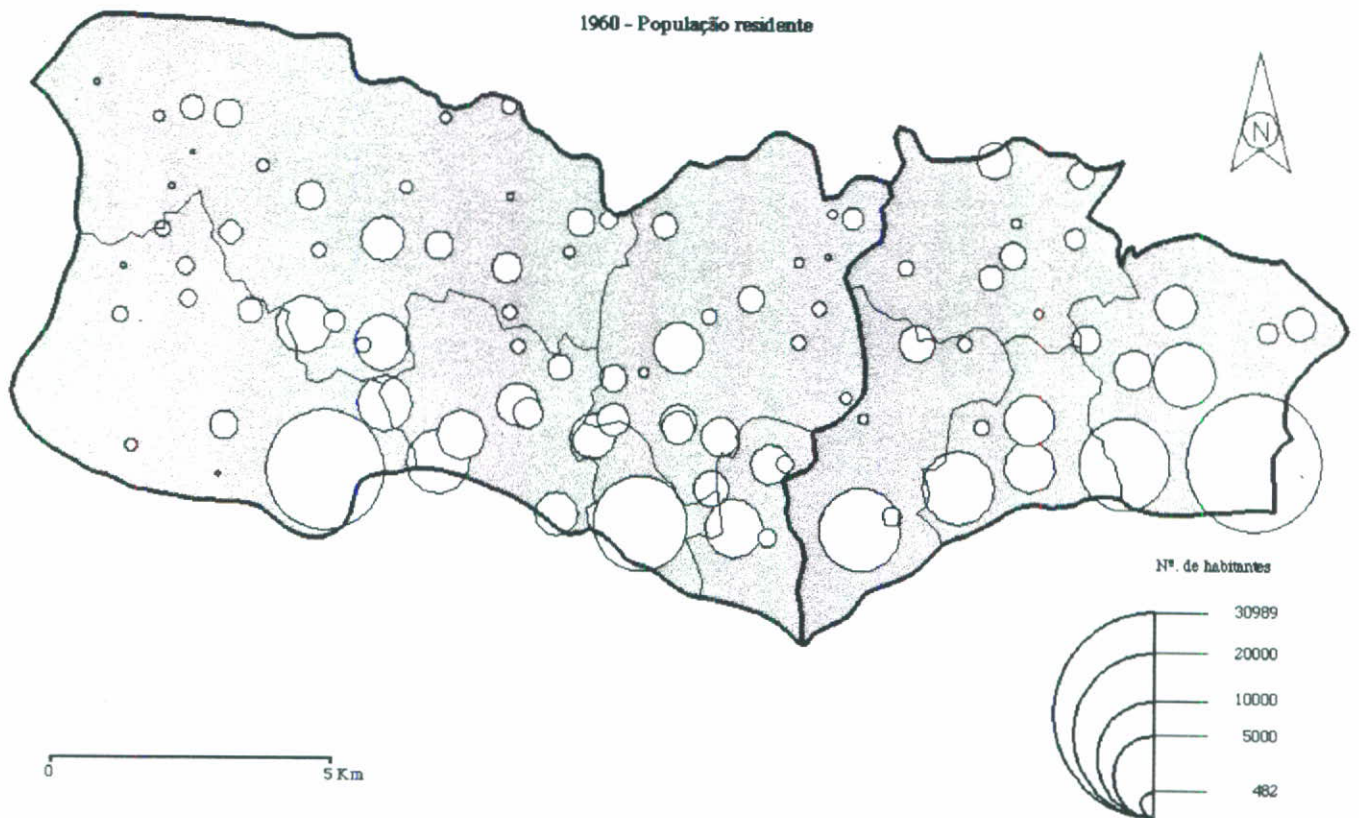 1960 - População residente
N
Nº. de habitantes
30989
20000
10000
5000
482
0
5 Km